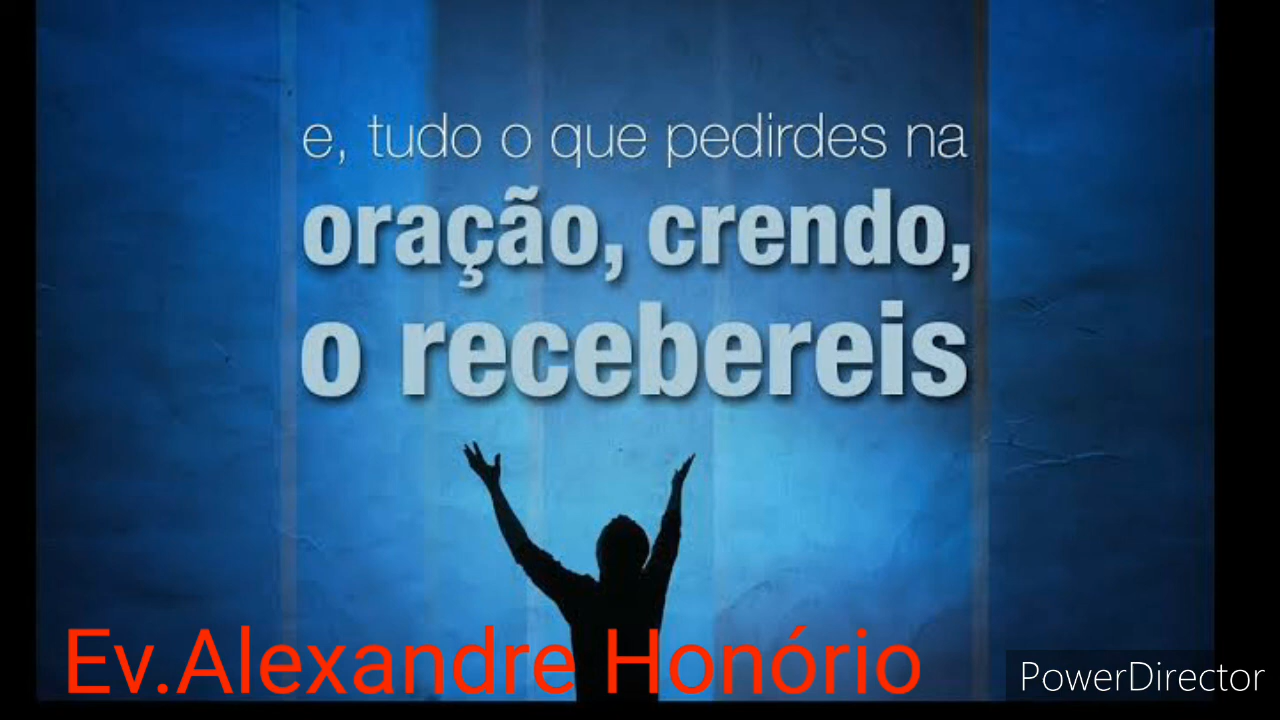 e, tudo o que pedirdes na
oração, crendo,
o recebereis
Ev.Alexandre Honório
PowerDirector